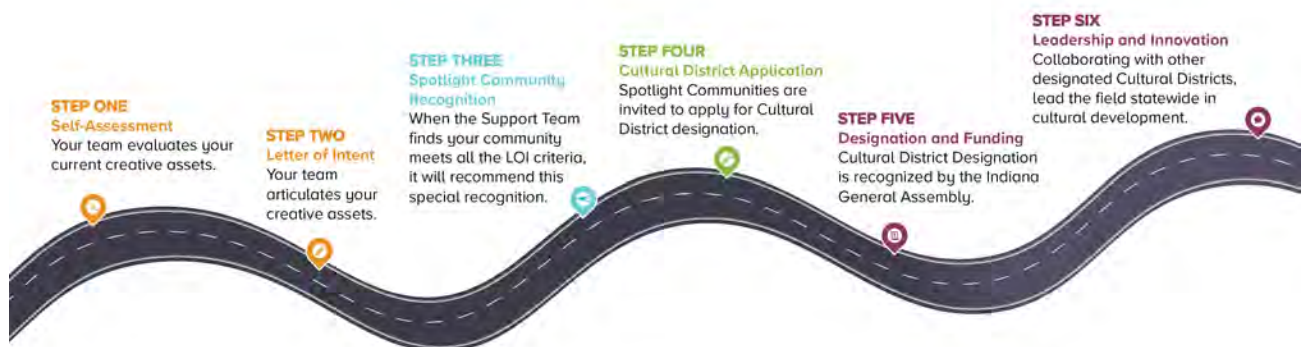 STEP ONE
Self-Assessment
Your team evaluates your
current creative assets.
STEP TWO
Letter of Intent
Your team
articulates your
creative assets.
STEP THREE
Spotlight Community
Recognition
When the Support Team
finds your community
meets all the LOI criteria,
it will recommend this
special recognition.
STEP FOUR
Cultural District Application
Spotlight Communities are
invited to apply for Cultural
District designation.
STEP FIVE
Designation and Funding
Cultural District Designation
is recognized by the Indiana
General Assembly.
STEP SIX
Leadership and Innovation
Collaborating with other
designated Cultural Districts,
lead the field statewide in
cultural development.